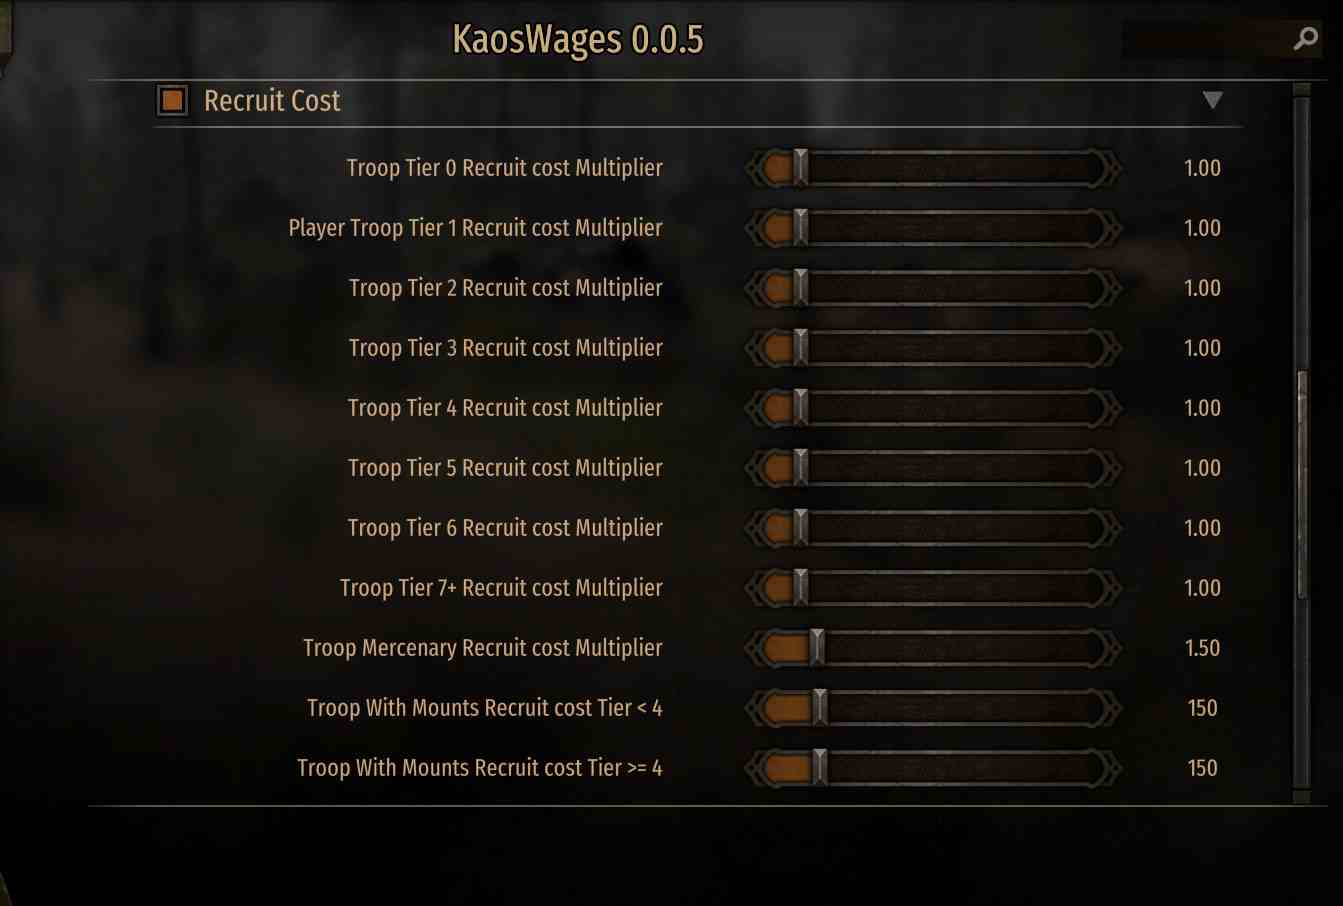 KaosWages 0.0.5
Recruit Cost
Troop Tier 0 Recruit cost Multiplier 1.00
Player Troop Tier 1 Recruit cost Multiplier 1.00
Troop Tier 2 Recruit cost Multiplier 1.00
Troop Tier 3 Recruit cost Multiplier 1.00
Troop Tier 4 Recruit cost Multiplier 1.00
Troop Tier 5 Recruit cost Multiplier 1.00
Troop Tier 6 Recruit cost Multiplier 1.00
Troop Tier 7+ Recruit cost Multiplier 1.00
Troop Mercenary Recruit cost Multiplier 1.50
Troop With Mounts Recruit cost Tier < 4 150
Troop With Mounts Recruit cost Tier >= 4 150